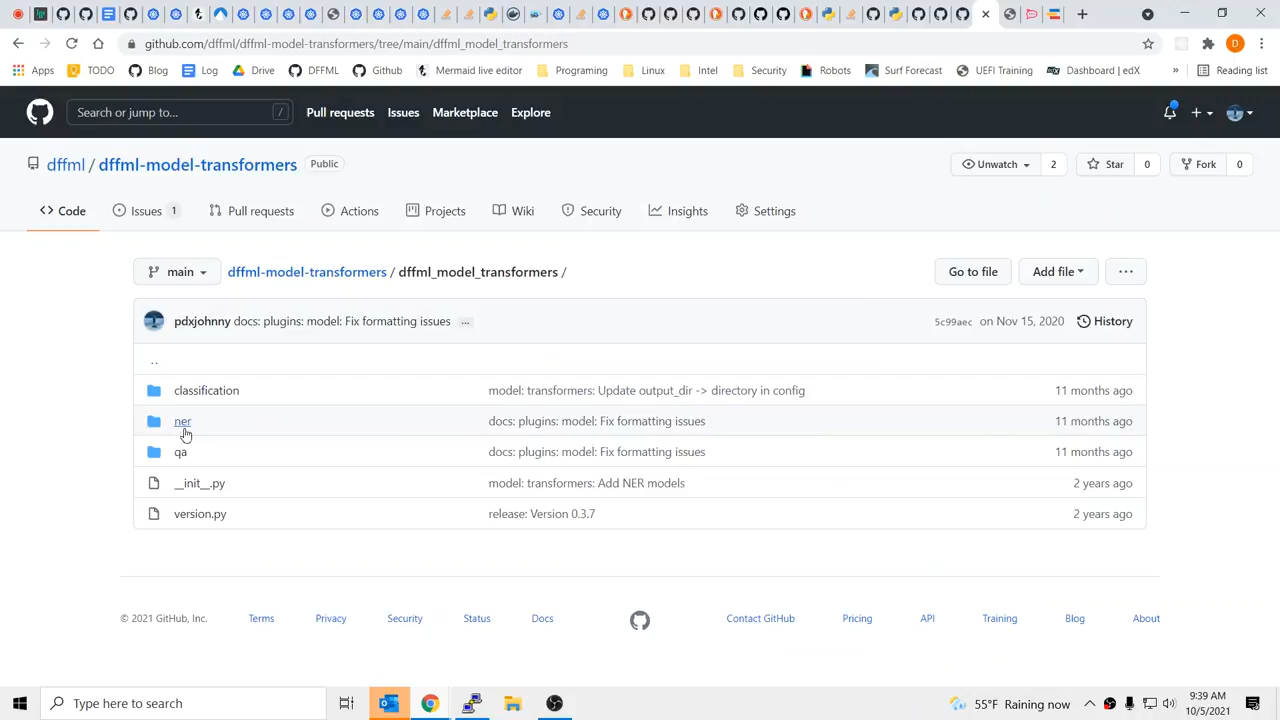 github.com/dffml/dffml-model-transformers/tree/main/dffml_model_transformers
Apps
TODO
Blog
Log
Drive
DFFML
Github
Mermaid live editor
Programing
Linux
Intel
Security
Robots
Surf Forecast
UEFI Training
Dashboard | edX
»
Reading list
Search or jump to...
/
Pull requests
Issues
Marketplace
Explore
dffml / dffml-model-transformers
Public
Unwatch
2
Star
0
Fork
0
Code
Issues 1
Pull requests
Actions
Projects
Wiki
Security
Insights
Settings
main
dffml-model-transformers / dffml_model_transformers /
Go to file
Add file
...
pdxjohnny docs: plugins: model: Fix formatting issues ...
5c99aec on Nov 15, 2020
History
..
classification
model: transformers: Update output_dir -> directory in config
11 months ago
ner
docs: plugins: model: Fix formatting issues
11 months ago
qa
docs: plugins: model: Fix formatting issues
11 months ago
__init__.py
model: transformers: Add NER models
2 years ago
version.py
release: Version 0.3.7
2 years ago
© 2021 GitHub, Inc.
Terms
Privacy
Security
Status
Docs
Contact GitHub
Pricing
API
Training
Blog
About
Type here to search
55°F Raining now
9:39 AM
10/5/2021